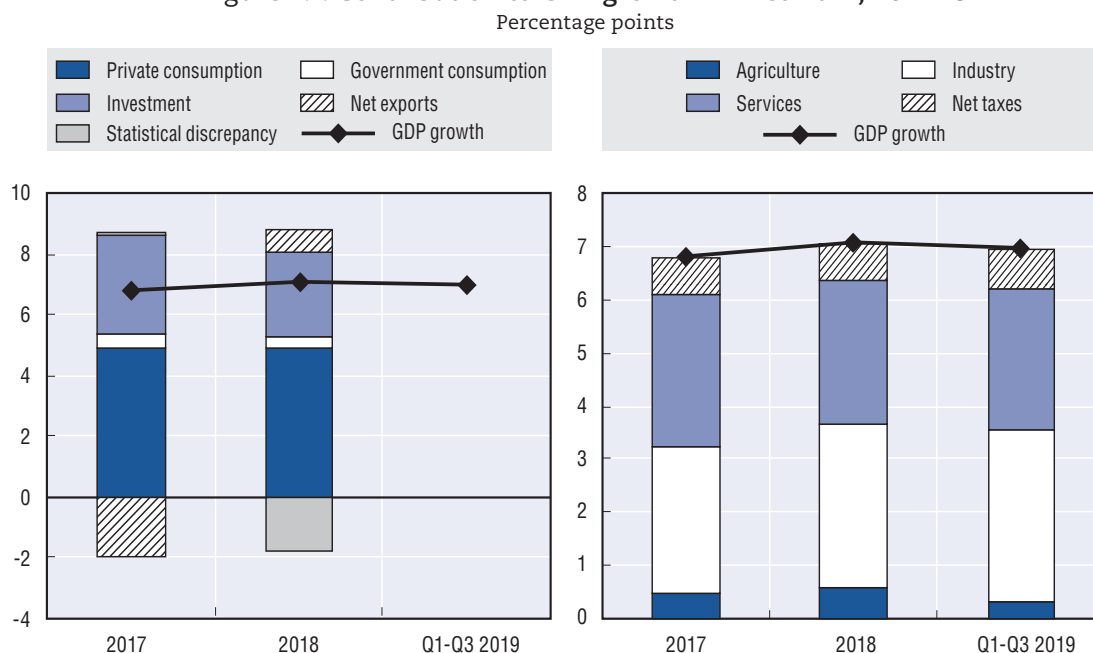 Percentage points
Private consumption
Government consumption
Investment
Net exports
Statistical discrepancy
GDP growth
Agriculture
Industry
Services
Net taxes
GDP growth
10
8
6
4
2
0
-2
-4
2017
2018
Q1-Q3 2019
8
7
6
5
4
3
2
1
0
2017
2018
Q1-Q3 2019